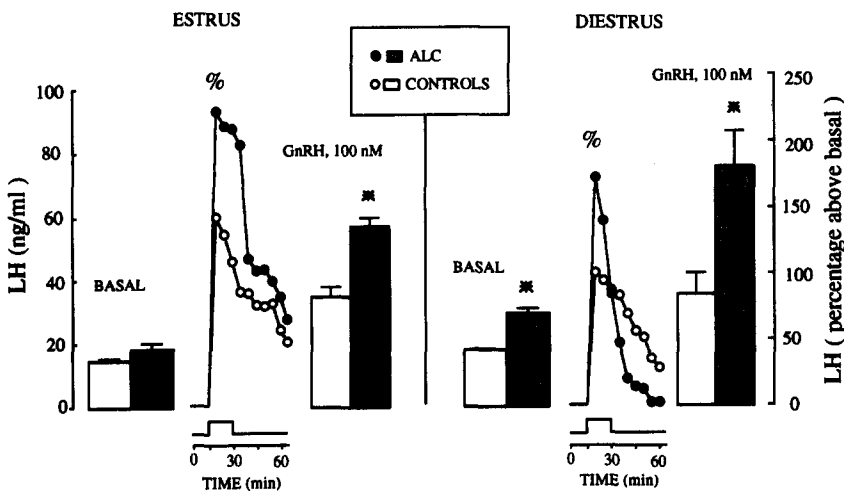 ESTRUS
DIESTRUS
ALC
CONTROLS
%
GnRH, 100 nM
*
BASAL
LH (ng/ml)
100
80
60
40
20
0
0
30
60
TIME (min)
%
GnRH, 100 nM
*
BASAL
*
LH ( percentage above basal)
250
200
150
100
50
0
0
30
60
TIME (min)